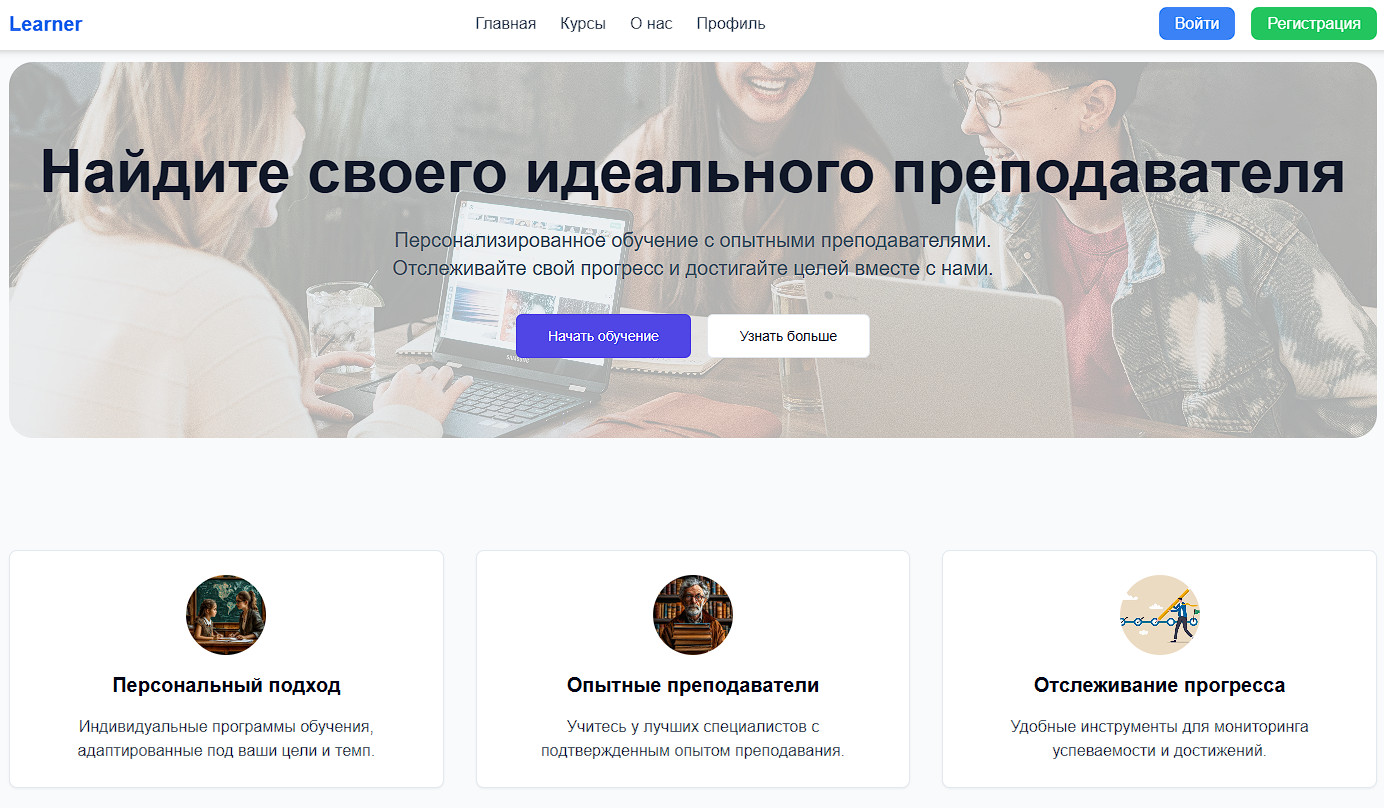 Learner
Главная Курсы О нас Профиль
Войти Регистрация
Найдите своего идеального преподавателя
Персонализированное обучение с опытными преподавателями.
Отслеживайте свой прогресс и достигайте целей вместе с нами.
Начать обучение Узнать больше
SAMSUNG
Персональный подход
Индивидуальные программы обучения,
адаптированные под ваши цели и темп.
Опытные преподаватели
Учитесь у лучших специалистов с
подтвержденным опытом преподавания.
Отслеживание прогресса
Удобные инструменты для мониторинга
успеваемости и достижений.